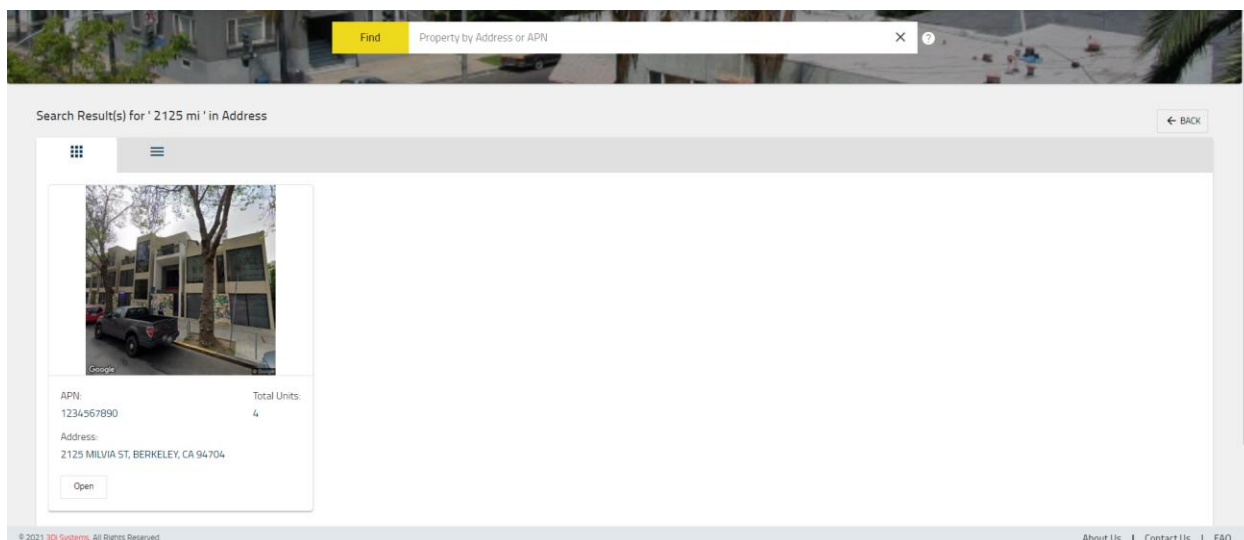 Find
Property by Address or APN
Search Result(s) for ' 2125 mi ' in Address
← BACK
Google
© Google
APN:
Total Units:
1234567890
4
Address:
2125 MILVIA ST, BERKELEY, CA 94704
Open
© 2021 3Di Systems. All Rights Reserved.
About Us | Contact Us | FAQ